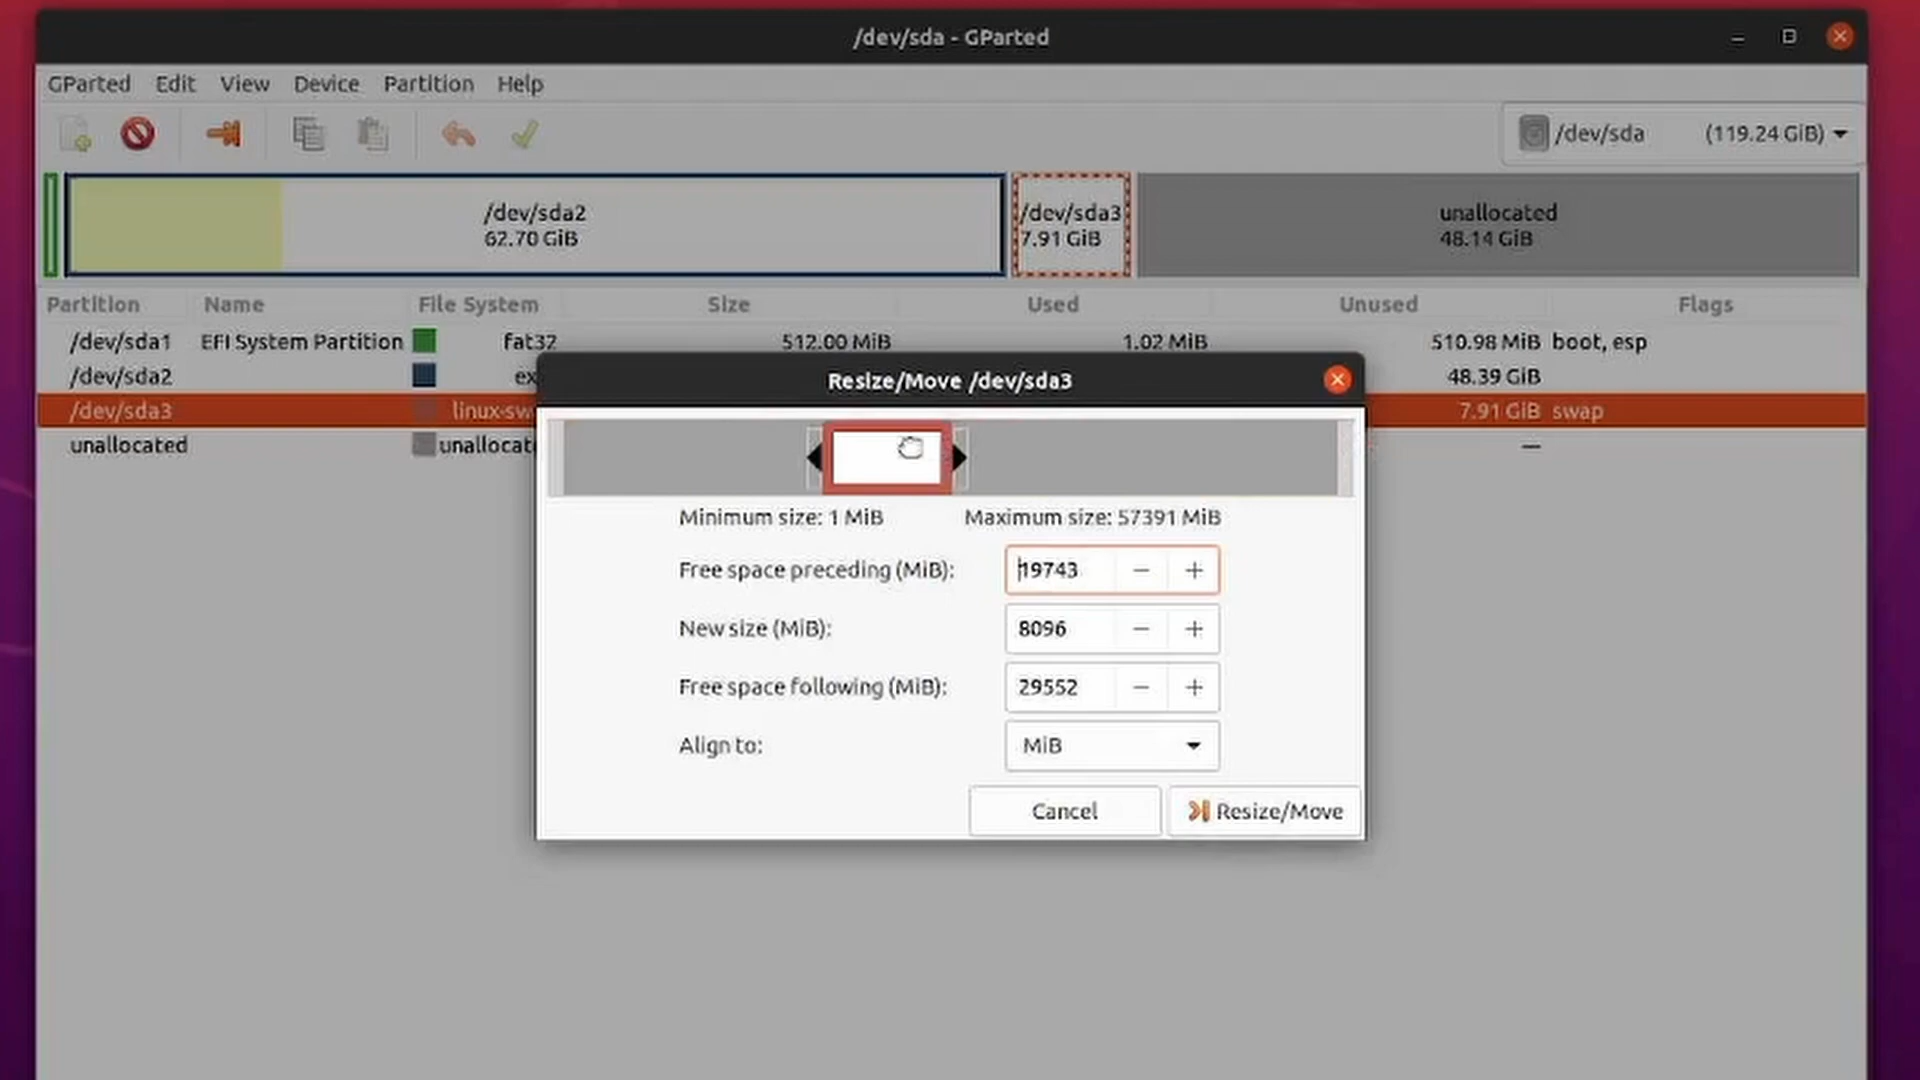 /dev/sda - GParted
GParted Edit View Device Partition Help
/dev/sda (119.24 GiB)
/dev/sda2
62.70 GiB
/dev/sda3
7.91 GiB
unallocated
48.14 GiB
Partition Name File System Size Used Unused Flags
/dev/sda1 EFI System Partition fat32 512.00 MiB 1.02 MiB 510.98 MiB boot, esp
/dev/sda2 ex 48.39 GiB
/dev/sda3 linux-sw 7.91 GiB swap
unallocated unallocat —
Resize/Move /dev/sda3
Minimum size: 1 MiB Maximum size: 57391 MiB
Free space preceding (MiB): 19743
New size (MiB): 8096
Free space following (MiB): 29552
Align to: MiB
Cancel Resize/Move